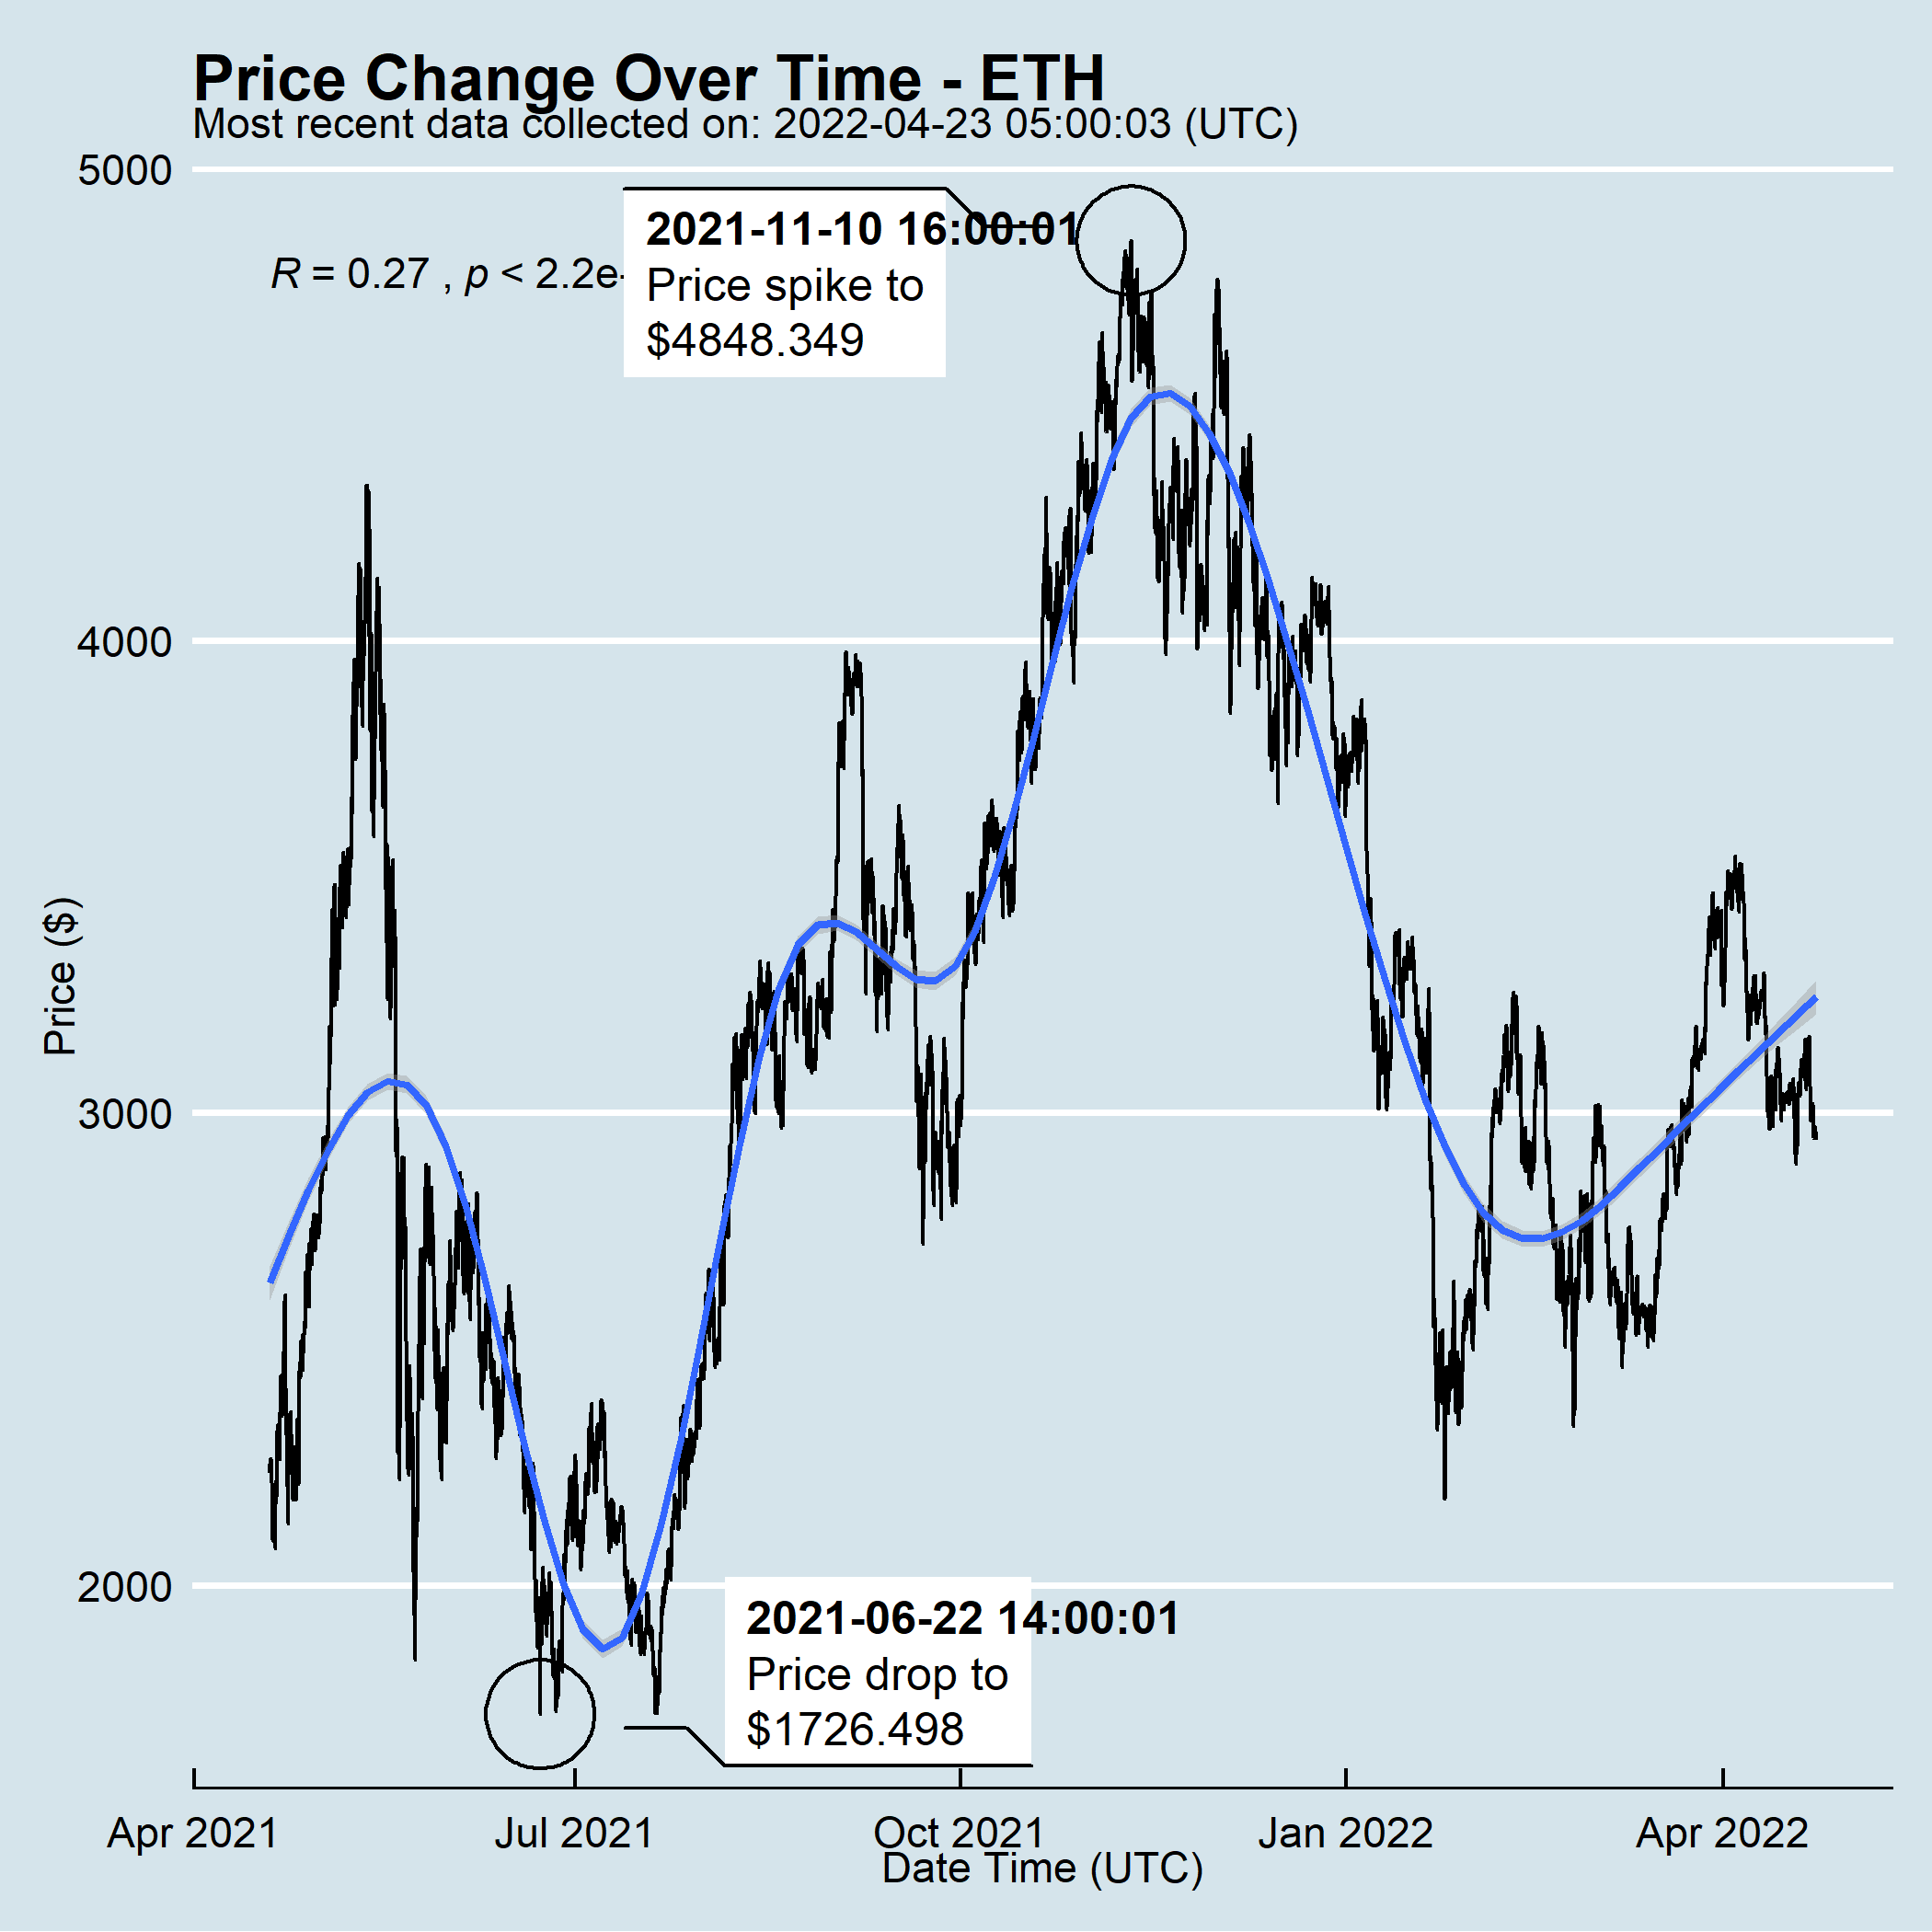 Price Change Over Time - ETH
Most recent data collected on: 2022-04-23 05:00:03 (UTC)
5000
2021-11-10 16:00:01
R = 0.27 , p < 2.2e-
Price spike to
$4848.349
4000
Price ($)
3000
2000
2021-06-22 14:00:01
Price drop to
$1726.498
Apr 2021
Jul 2021
Oct 2021
Jan 2022
Apr 2022
Date Time (UTC)